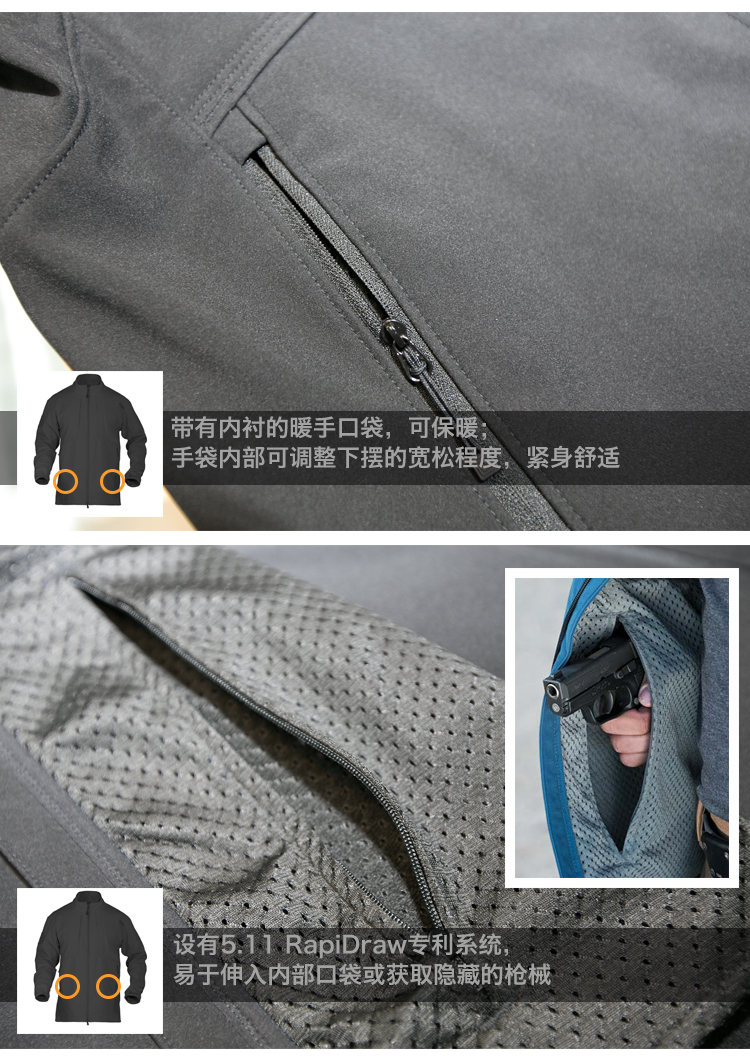 带有内衬的暖手口袋，可保暖；
手袋内部可调整下摆的宽松程度，紧身舒适
设有5.11 RapiDraw专利系统，
易于伸入内部口袋或获取隐藏的枪械